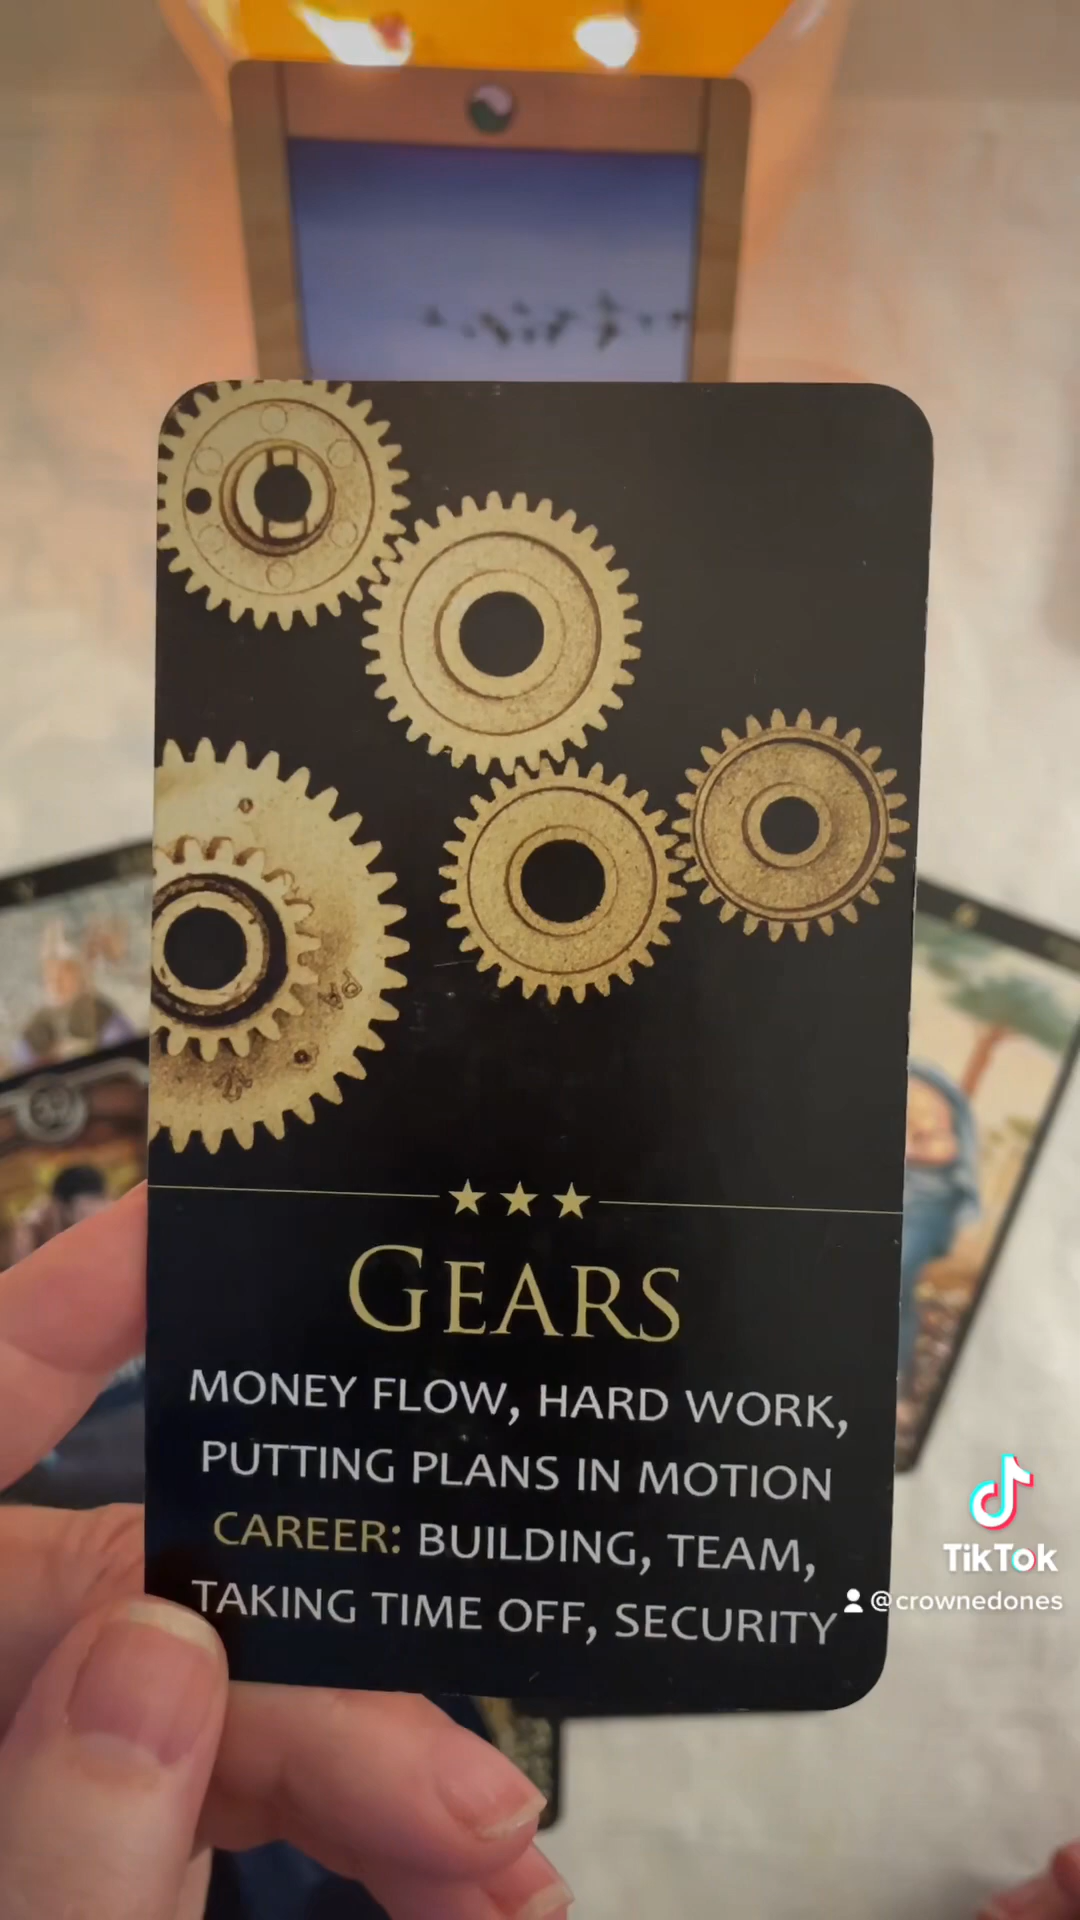 GEARS
MONEY FLOW, HARD WORK,
PUTTING PLANS IN MOTION
CAREER: BUILDING, TEAM,
TAKING TIME OFF, SECURITY
TikTok
@crownedones